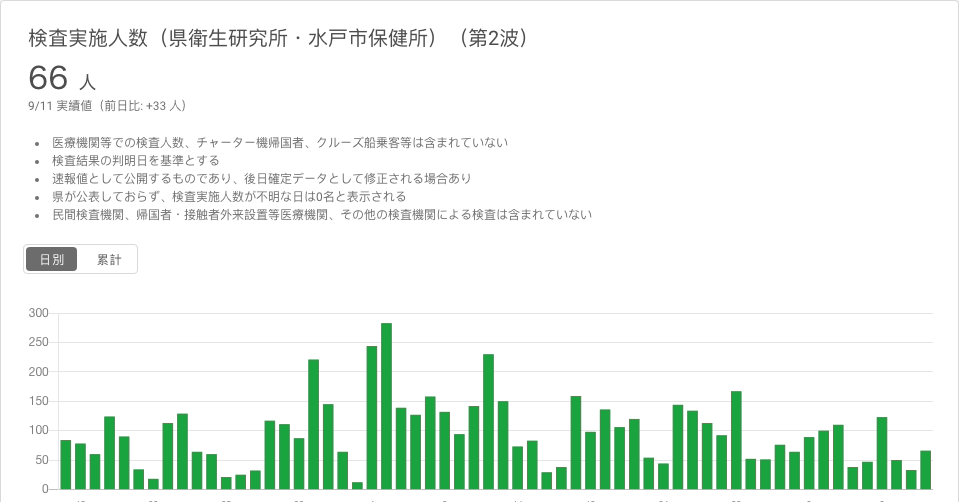 検査実施人数（県衛生研究所・水戸市保健所）（第2波）
66 人
9/11 実績値（前日比: +33 人）
• 医療機関等での検査人数、チャーター機帰国者、クルーズ船乗客等は含まれていない
• 検査結果の判明日を基準とする
• 速報値として公開するものであり、後日確定データとして修正される場合あり
• 県が公表しておらず、検査実施人数が不明な日は0名と表示される
• 民間検査機関、帰国者・接触者外来設置等医療機関、その他の検査機関による検査は含まれていない
日別 累計
300
250
200
150
100
50
0